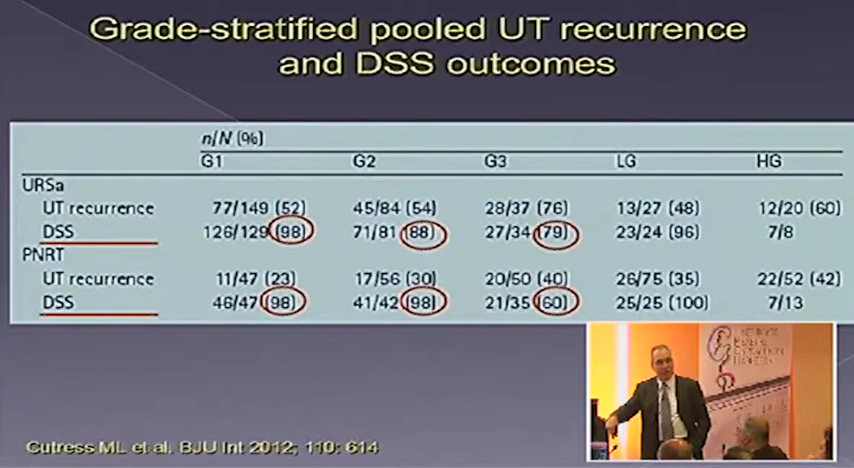 Grade-stratified pooled UT recurrence
and DSS outcomes
n/N (%)
G1 G2 G3 LG HG
URSa
UT recurrence 77/149 (52) 45/84 (54) 28/37 (76) 13/27 (48) 12/20 (60)
DSS 126/129 (98) 71/81 (88) 27/34 (79) 23/24 (96) 7/8
PNRT
UT recurrence 11/47 (23) 17/56 (30) 20/50 (40) 26/75 (35) 22/52 (42)
DSS 46/47 (98) 41/42 (98) 21/35 (60) 25/25 (100) 7/13
Cutress ML et al. BJU Int 2012; 110: 614